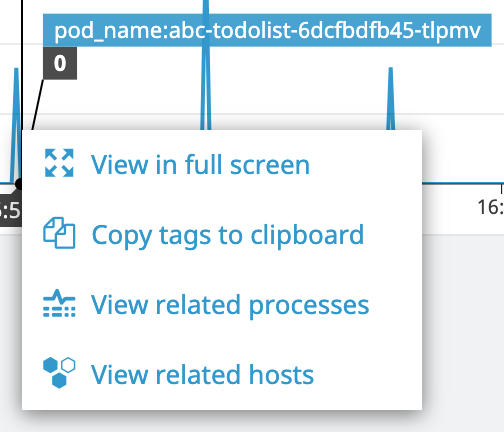 pod_name:abc-todolist-6dcfbdfb45-tlpmv
0
View in full screen
:5
16:
Copy tags to clipboard
View related processes
View related hosts